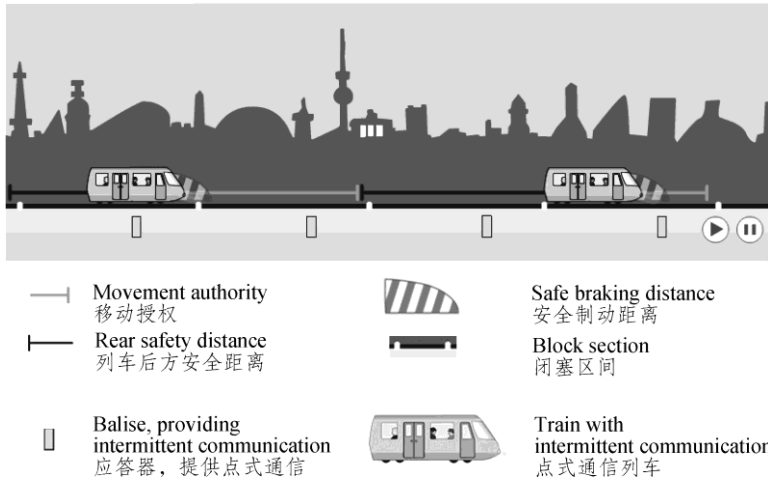 Movement authority
移动授权
Rear safety distance
列车后方安全距离
Balise, providing
intermittent communication
应答器，提供点式通信
Safe braking distance
安全制动距离
Block section
闭塞区间
Train with
intermittent communication
点式通信列车